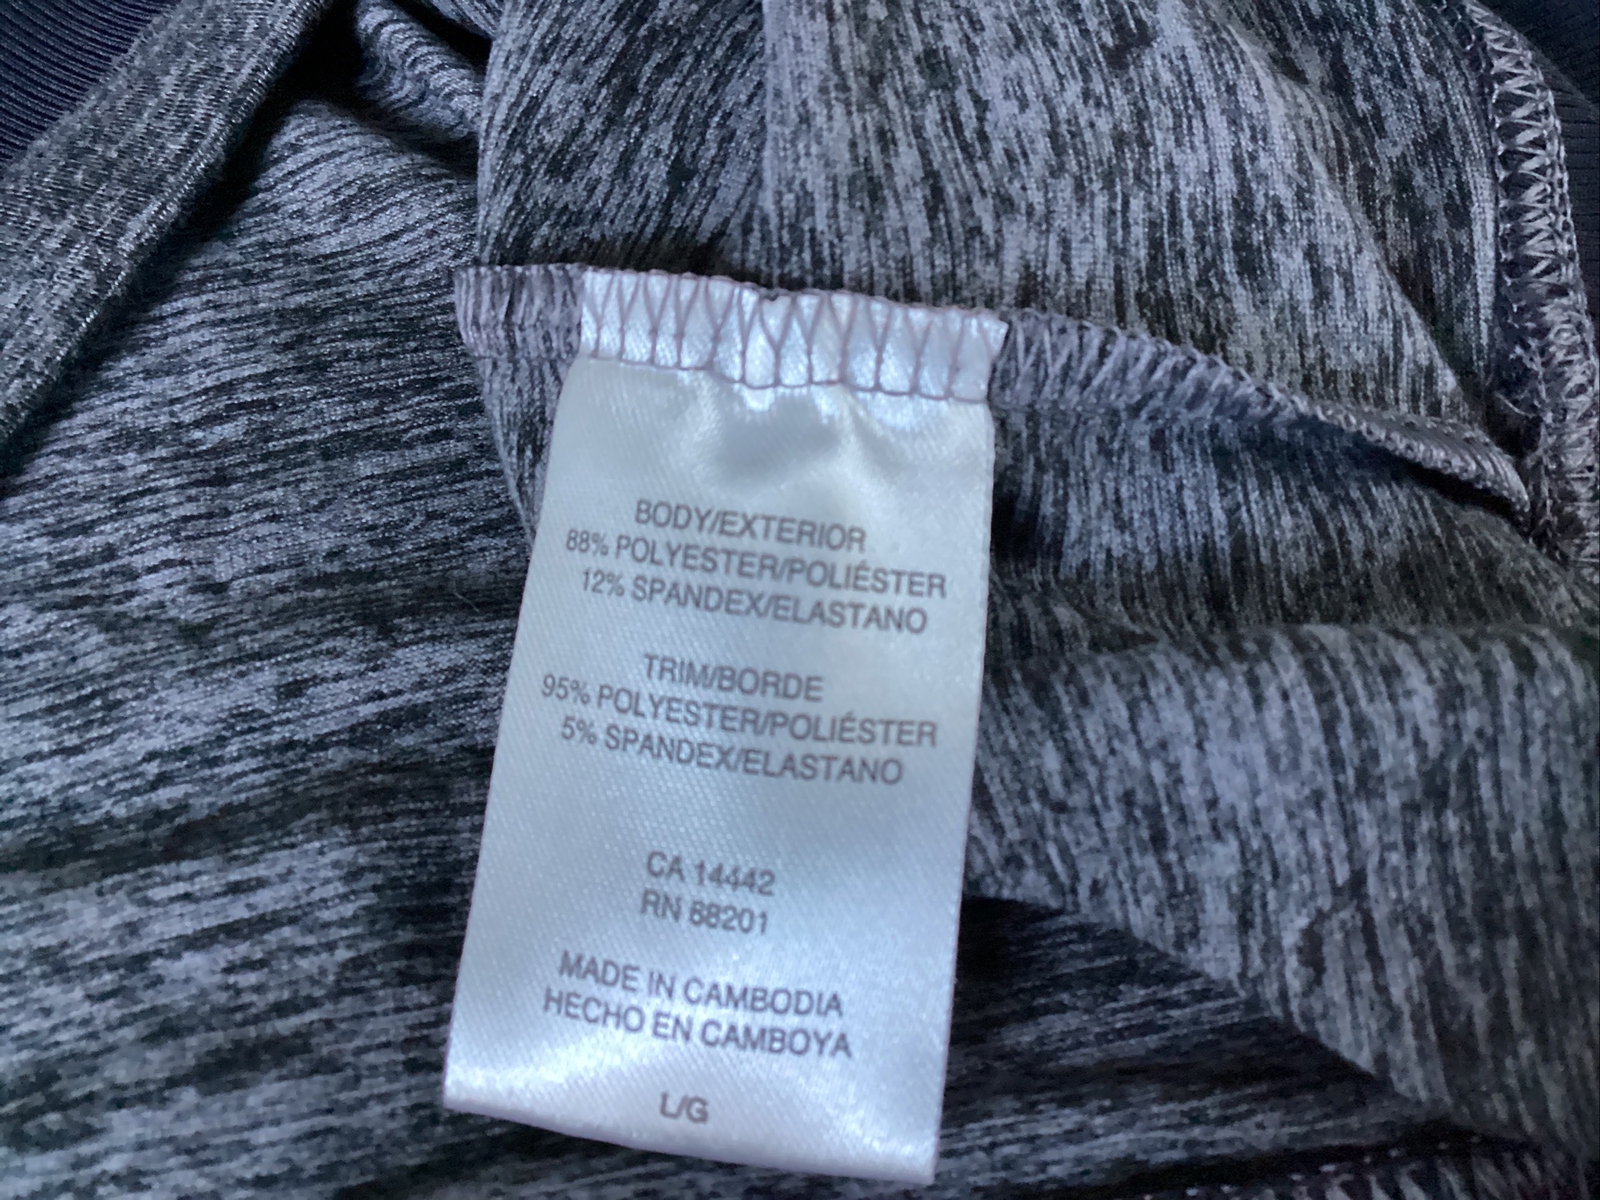 BODY/EXTERIOR
88% POLYESTER/POLIÉSTER
12% SPANDEX/ELASTANO
TRIM/BORDE
95% POLYESTER/POLIÉSTER
5% SPANDEX/ELASTANO
CA 14442
RN 88201
MADE IN CAMBODIA
HECHO EN CAMBOYA
L/G